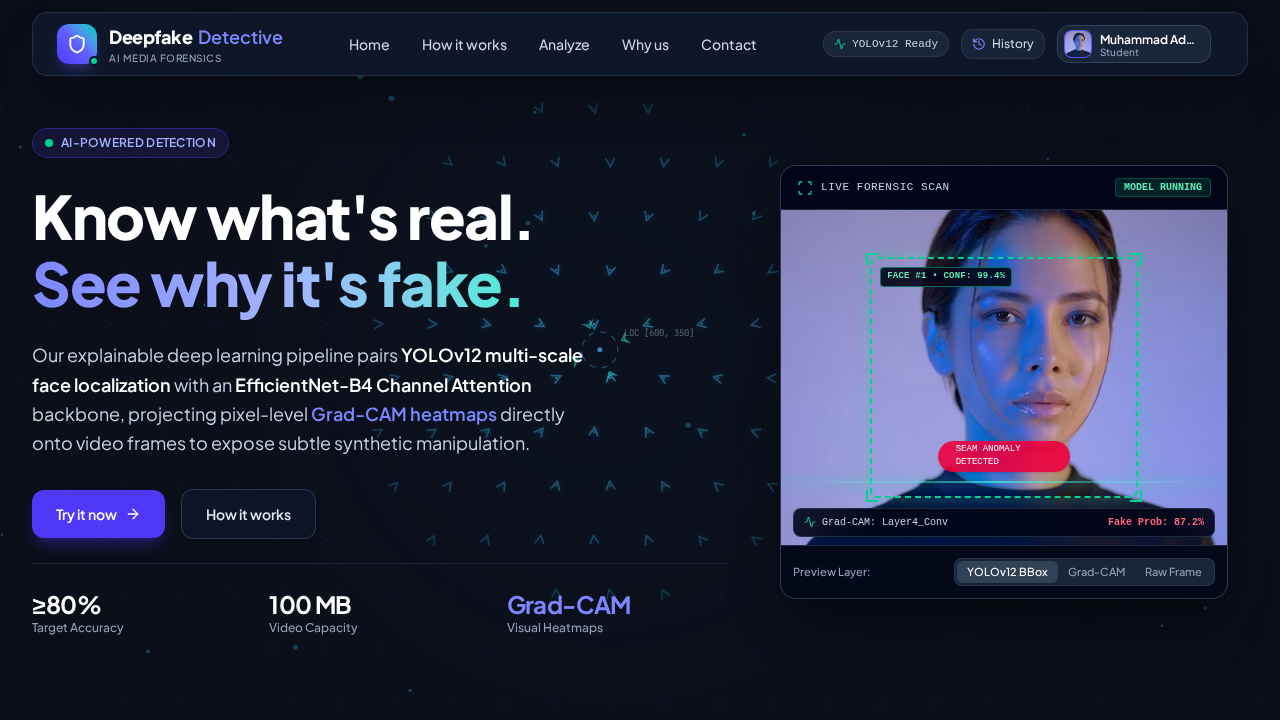 Deepfake Detective
AI MEDIA FORENSICS
Home
How it works
Analyze
Why us
Contact
YOLOv12 Ready
History
Muhammad Ad...
Student
AI-POWERED DETECTION
Know what's real.
See why it's fake.
Our explainable deep learning pipeline pairs YOLOv12 multi-scale
face localization with an EfficientNet-B4 Channel Attention
backbone, projecting pixel-level Grad-CAM heatmaps directly
onto video frames to expose subtle synthetic manipulation.
LOC [600, 350]
Try it now
How it works
≥80%
Target Accuracy
100 MB
Video Capacity
Grad-CAM
Visual Heatmaps
LIVE FORENSIC SCAN
MODEL RUNNING
FACE #1 • CONF: 99.4%
SEAM ANOMALY
DETECTED
Grad-CAM: Layer4_Conv
Fake Prob: 87.2%
Preview Layer:
YOLOv12 BBox
Grad-CAM
Raw Frame